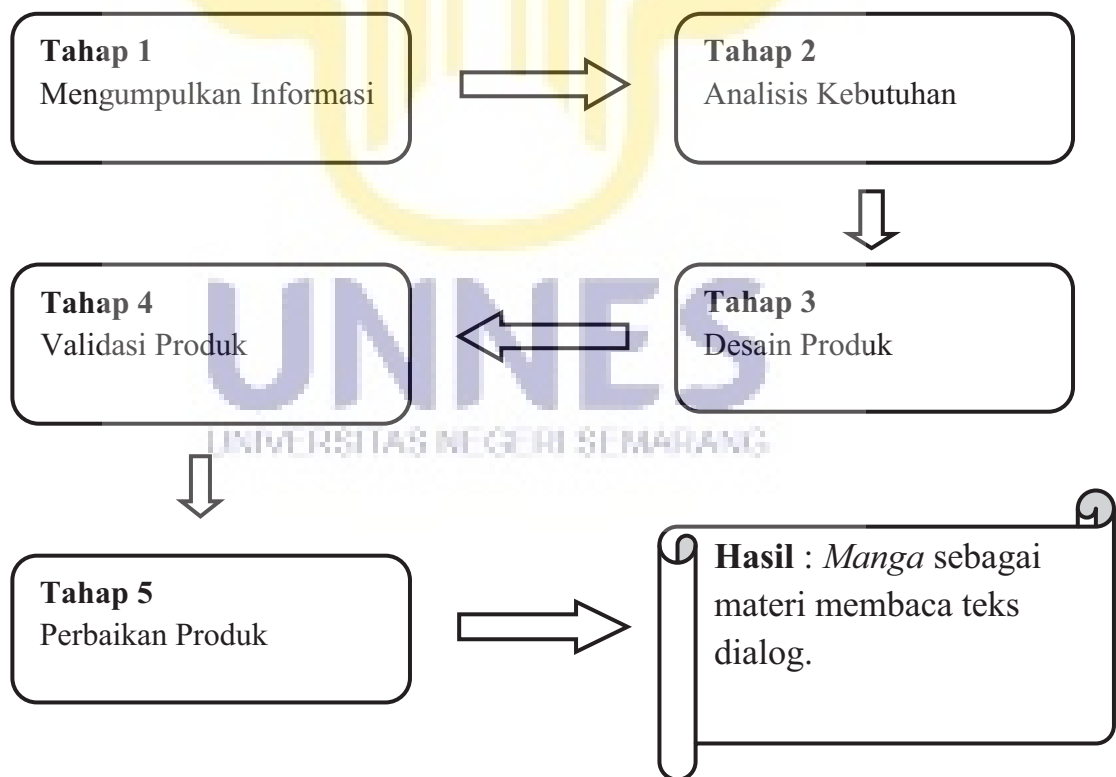 Tahap 1
Mengumpulkan Informasi
Tahap 2
Analisis Kebutuhan
Tahap 3
Desain Produk
Tahap 4
Validasi Produk
UNNES
UNIVERSITAS NEGERI SEMARANG
Tahap 5
Perbaikan Produk
Hasil : Manga sebagai
materi membaca teks
dialog.